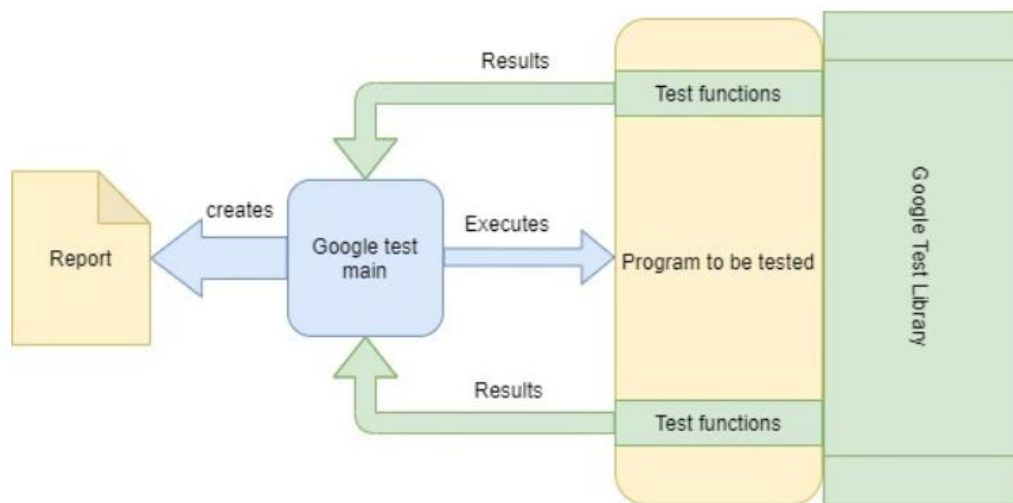 Results
Test functions
creates
Executes
Report
Google test
main
Program to be tested
Google Test Library
Results
Test functions